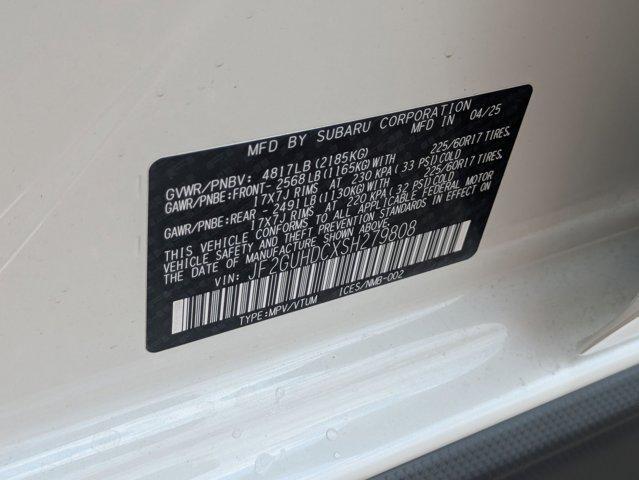 MFD BY SUBARU CORPORATION
MFD IN 04/25
GVWR/PNBV: 4817LB (2185KG)
GAWR/PNBE:FRONT- 2568LB (1165KG) WITH 225/60R17 TIRES,
17x7J RIMS AT 230 KPA (33 PSI) COLD
GAWR/PNBE:REAR - 2491LB (1130KG) WITH 225/60R17 TIRES,
17x7J RIMS AT 220 KPA (32 PSI) COLD
THIS VEHICLE CONFORMS TO ALL APPLICABLE FEDERAL MOTOR
VEHICLE SAFETY STANDARDS IN EFFECT ON
THE DATE OF MANUFACTURE SHOWN ABOVE.
VIN: JF2GUHDCXSH279808
TYPE:MPV/VTUM ICES/NMB-002